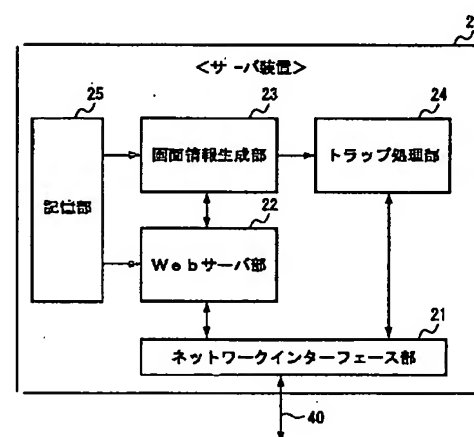 2
<サーバ装置>
25
23
24
記憶部
画面情報生成部
トラップ処理部
22
Webサーバ部
21
ネットワークインターフェース部
40